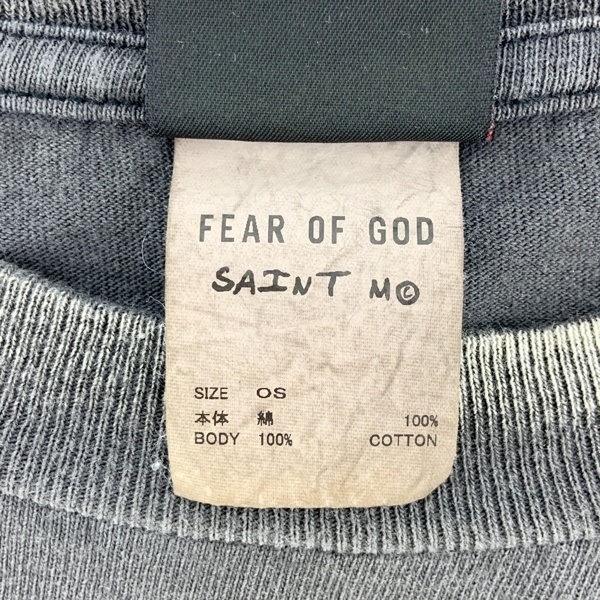 FEAR OF GOD
SAINT M©
SIZE OS
本体 綿 100%
BODY 100% COTTON